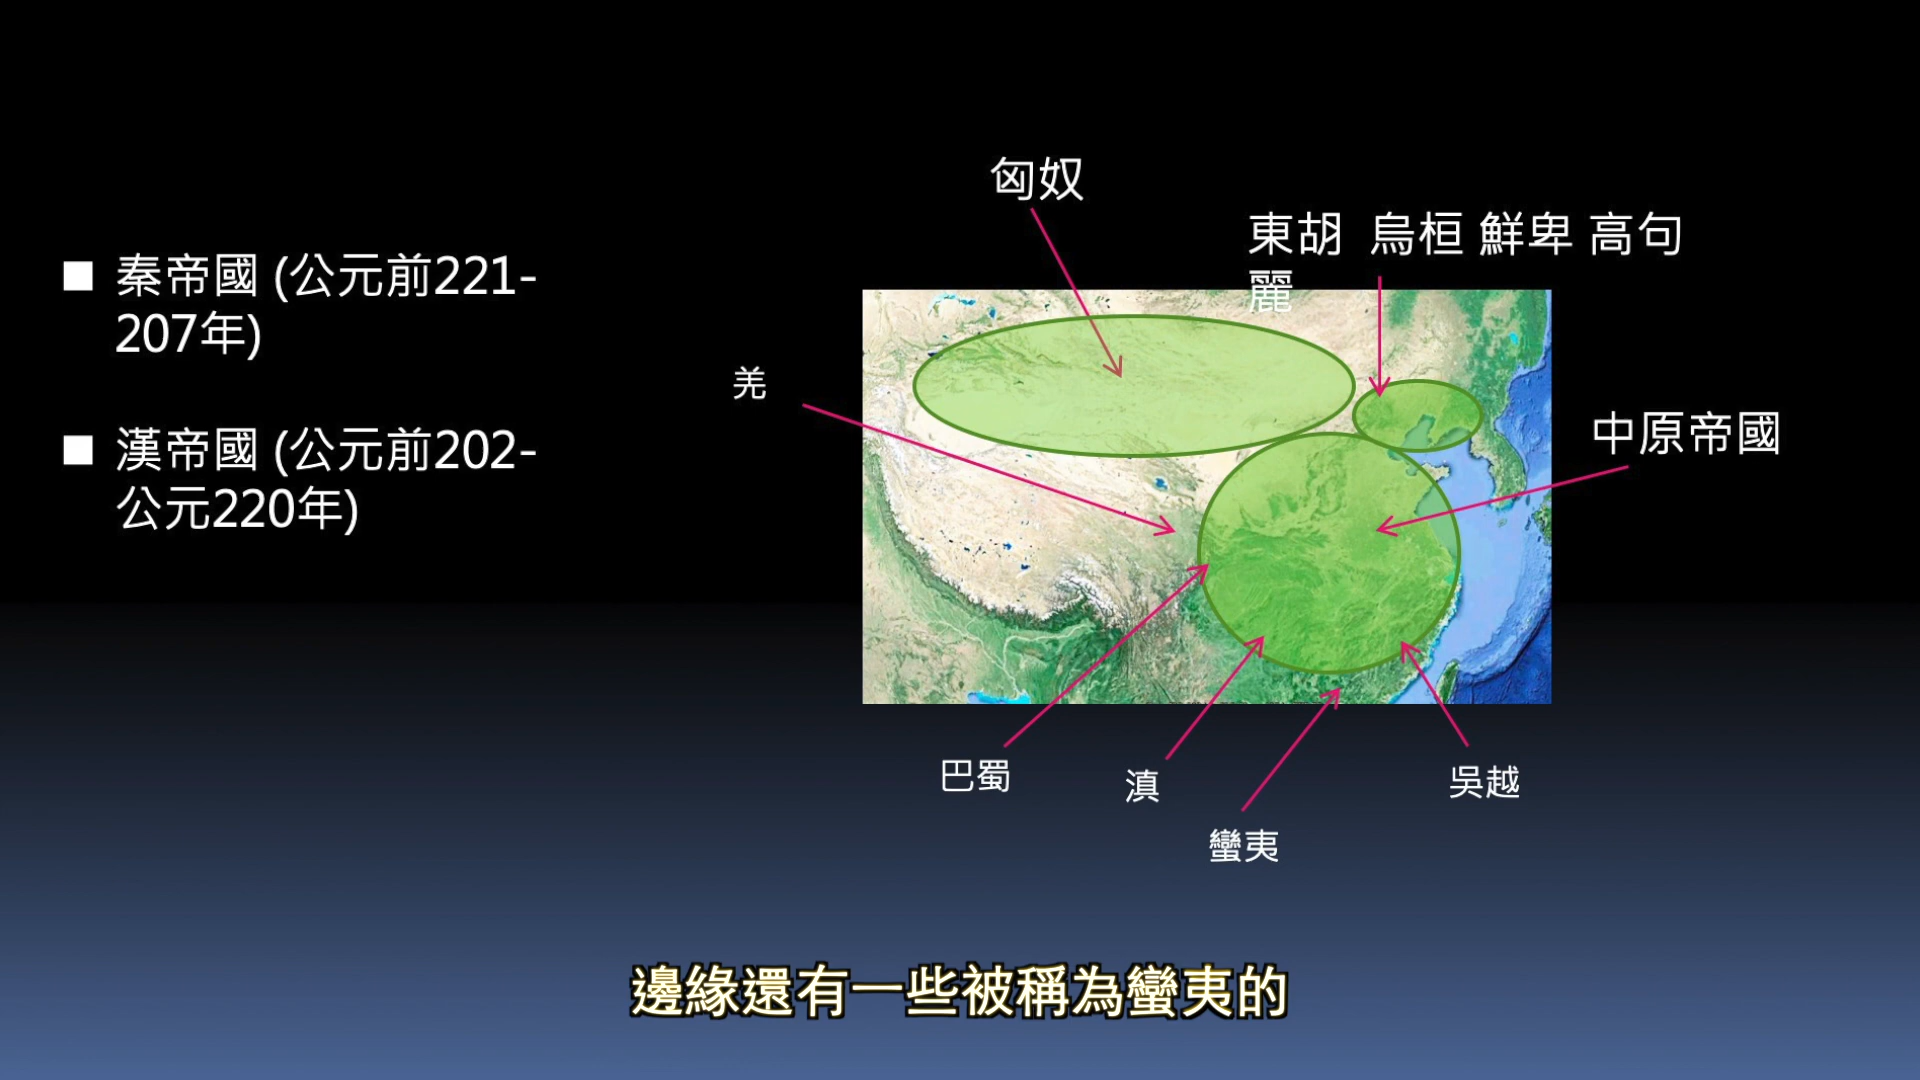 匈奴
東胡 烏桓 鮮卑 高句
麗
秦帝國 (公元前221-
207年)
羌
中原帝國
漢帝國 (公元前202-
公元220年)
巴蜀
滇
吳越
蠻夷
邊緣還有一些被稱為蠻夷的